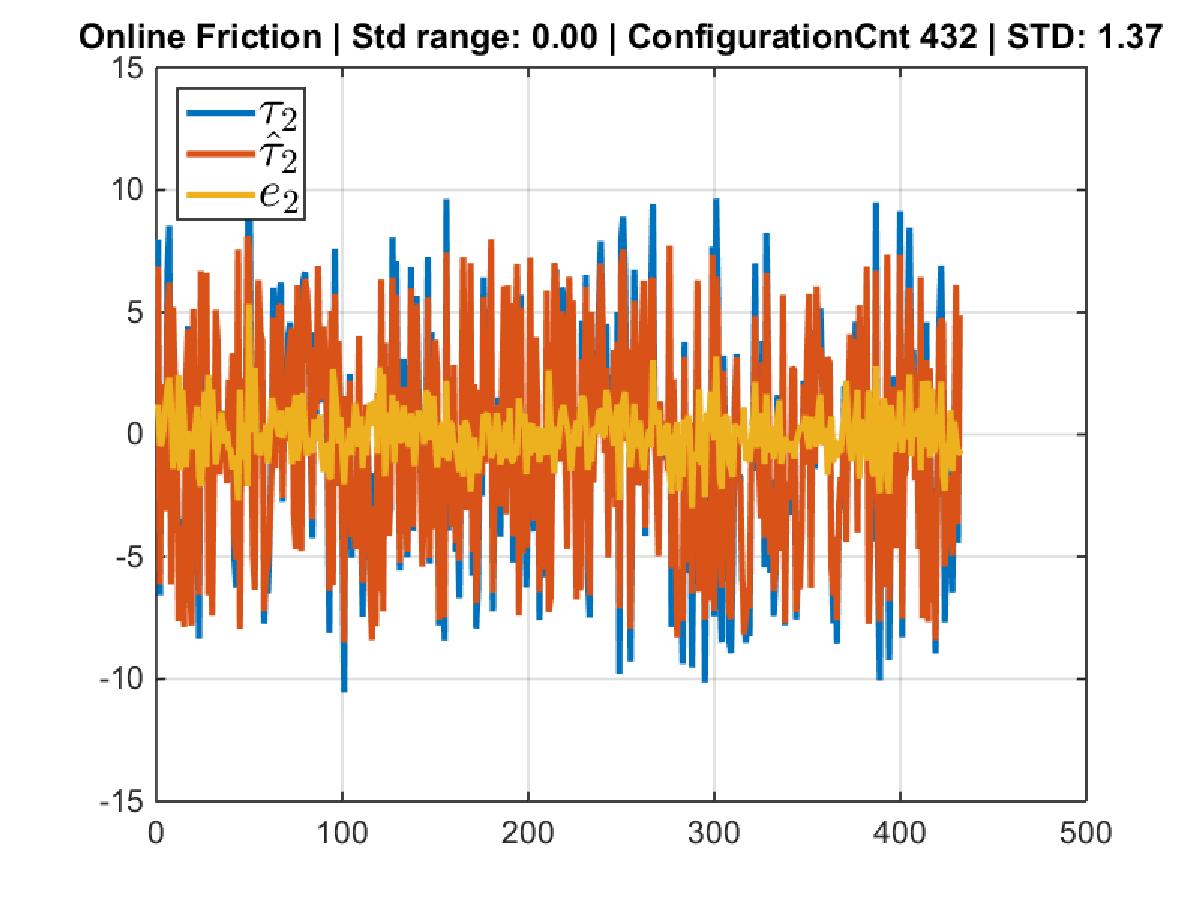 Online Friction | Std range: 0.00 | ConfigurationCnt 432 | STD: 1.37
15
τ₂
τ̂₂
e₂
10
5
0
-5
-10
-15
0 100 200 300 400 500